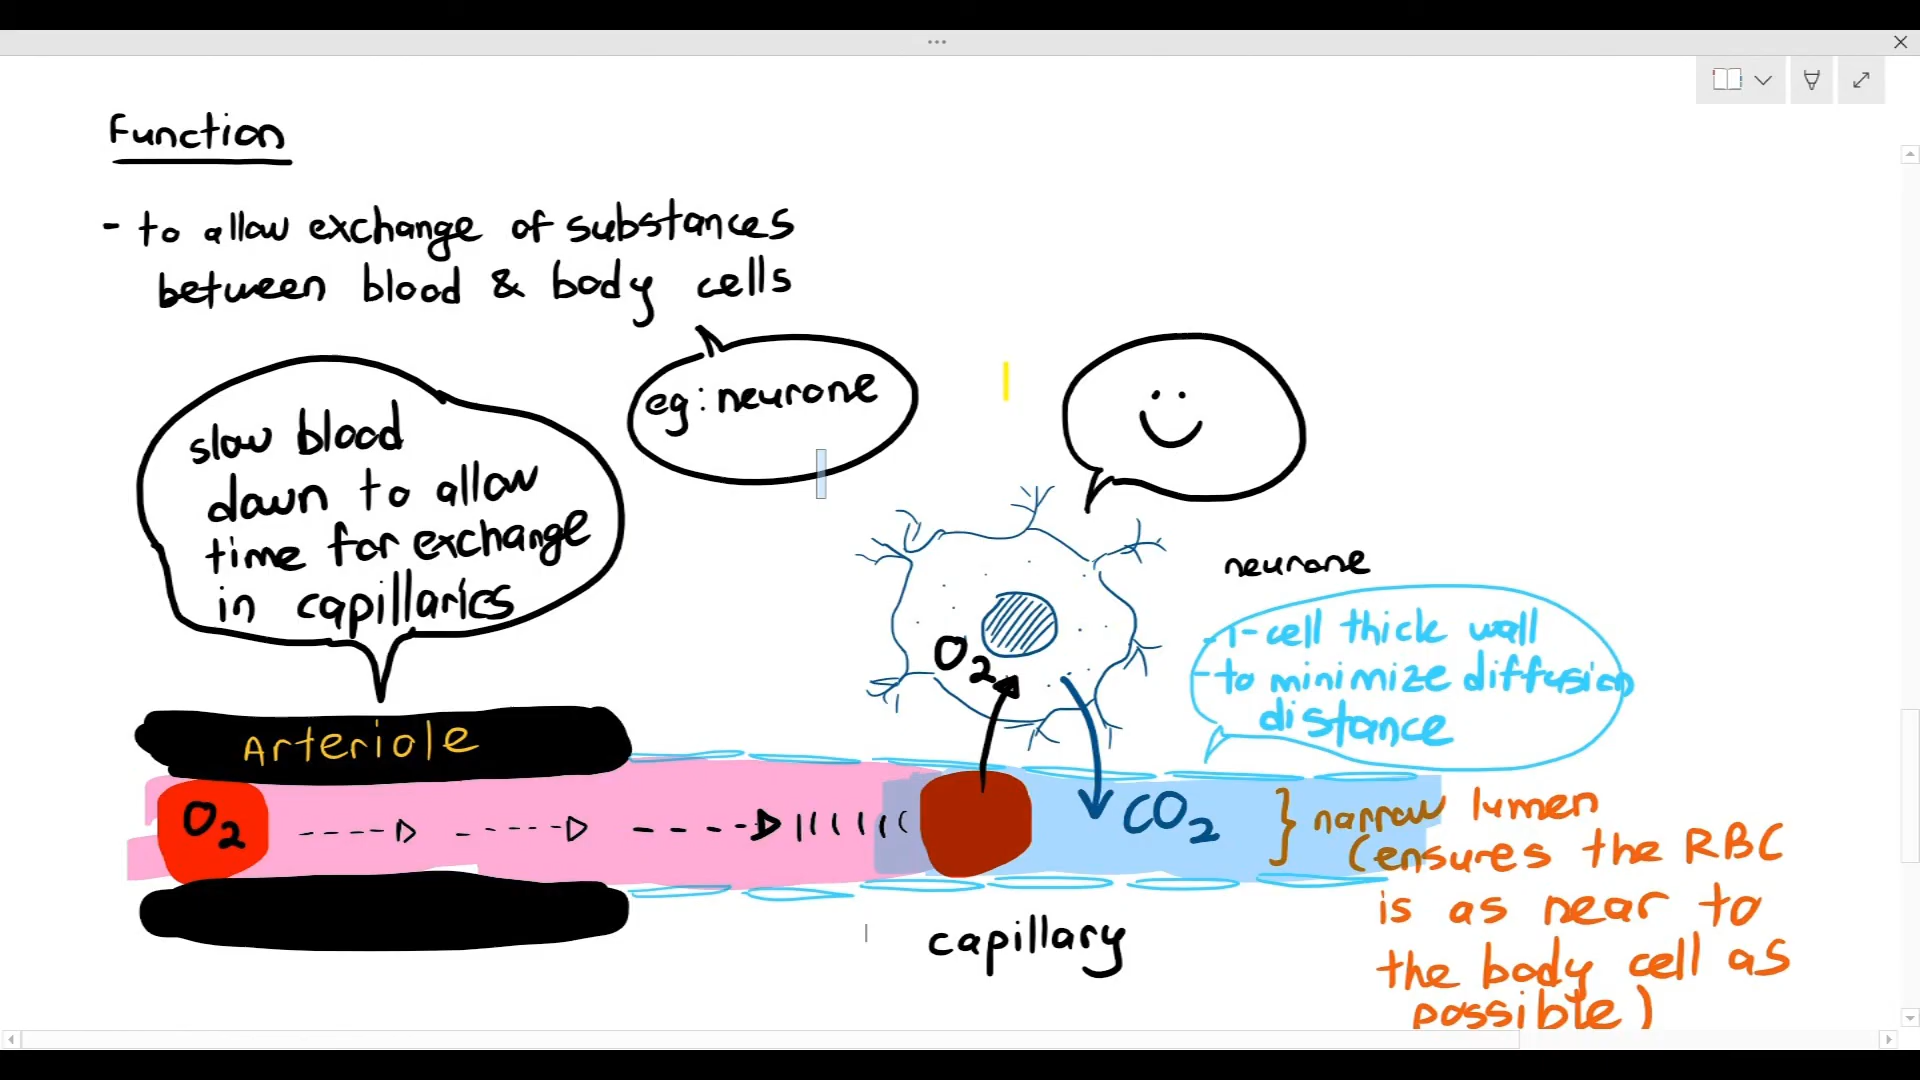 Function
- to allow exchange of substances
between blood & body cells
eg: neurone
slow blood
down to allow
time for exchange
in capillaries
neurone
- 1-cell thick wall
- to minimize diffusion
distance
O2
Arteriole
O2
CO2
} narrow lumen
(ensures the RBC
is as near to
the body cell as
possible)
capillary